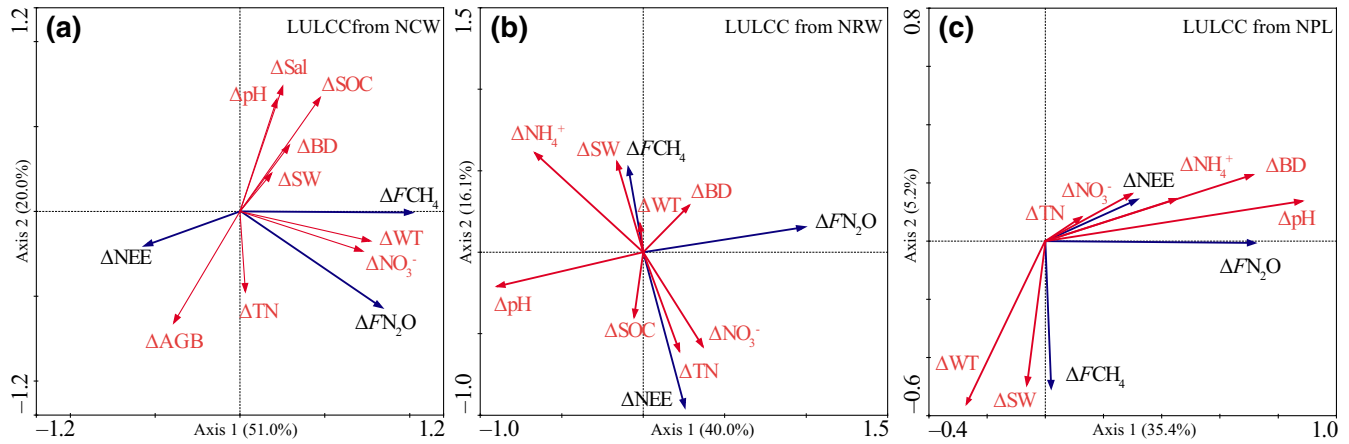 (a)
LULCCfrom NCW
1.2
ΔSal
ΔSOC
ΔpH
ΔBD
ΔSW
ΔFCH₄
ΔWT
ΔNO₃⁻
ΔNEE
ΔTN
ΔFN₂O
ΔAGB
Axis 2 (20.0%)
−1.2
−1.2
Axis 1 (51.0%)
1.2
(b)
LULCC from NRW
1.5
ΔNH₄⁺
ΔSW
ΔFCH₄
ΔBD
ΔWT
ΔFN₂O
ΔpH
ΔSOC
ΔNO₃⁻
ΔTN
ΔNEE
Axis 2 (16.1%)
−1.0
−1.0
Axis 1 (40.0%)
1.5
(c)
LULCC from NPL
0.8
ΔNH₄⁺
ΔBD
ΔNEE
ΔNO₃⁻
ΔTN
ΔpH
ΔFN₂O
ΔWT
ΔSW
ΔFCH₄
Axis 2 (5.2%)
−0.6
−0.4
Axis 1 (35.4%)
1.0